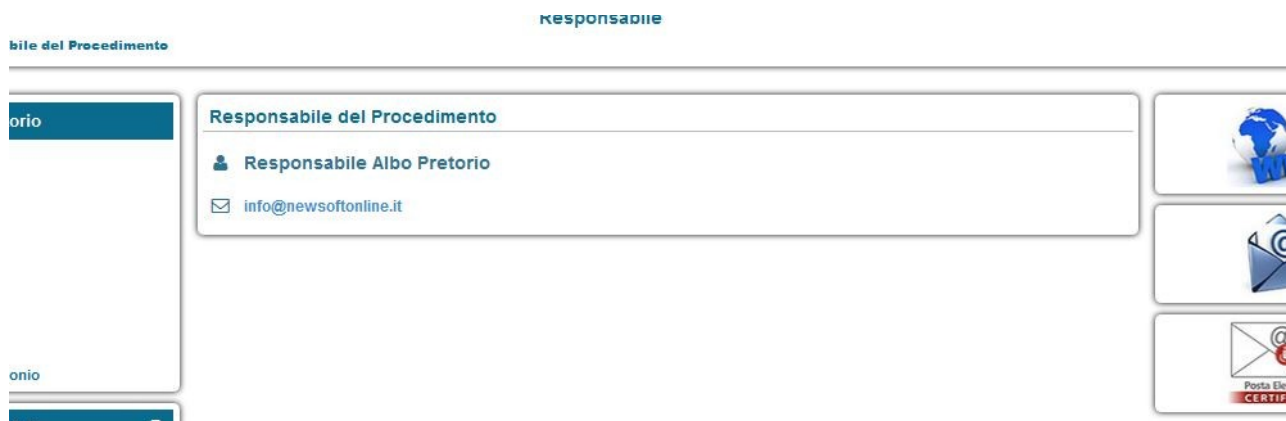 Responsabile
bile del Procedimento
orio
Responsabile del Procedimento
Responsabile Albo Pretorio
info@newsoftonline.it
onio
Posta Ele
CERTIF